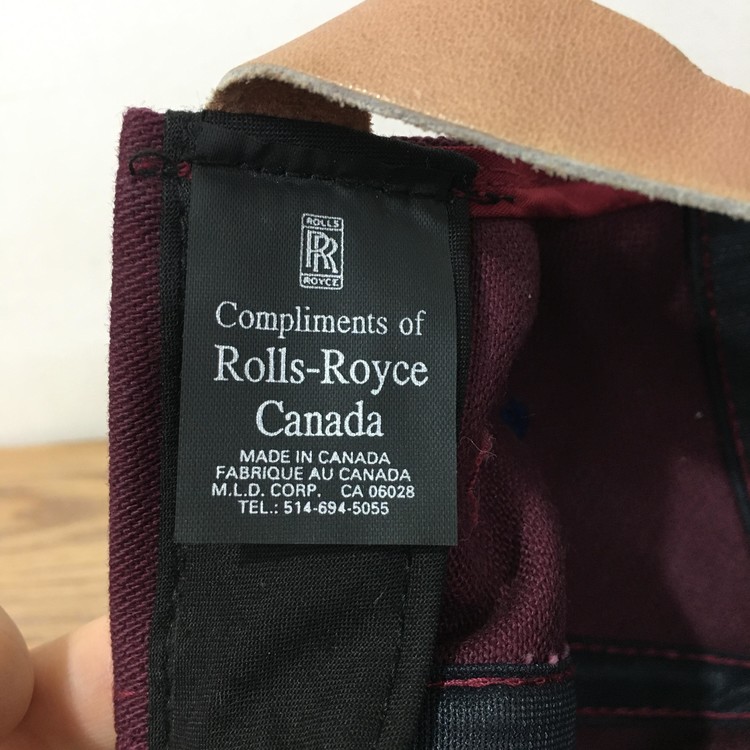 ROLLS
RR
ROYCE
Compliments of
Rolls-Royce
Canada
MADE IN CANADA
FABRIQUE AU CANADA
M.L.D. CORP. CA 06028
TEL.: 514-694-5055